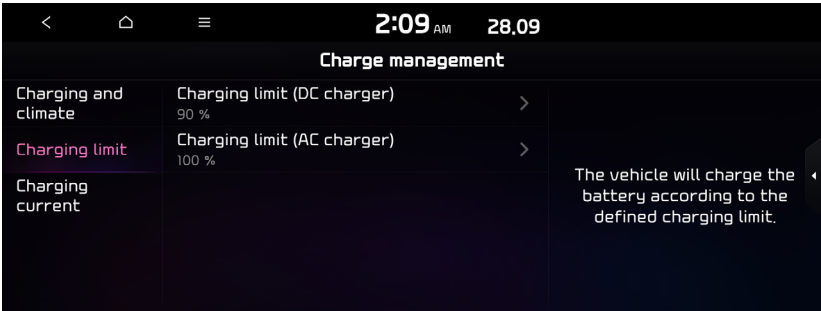 2:09 AM 28.09
Charge management
Charging and
climate
Charging limit
Charging
current
Charging limit (DC charger)
90 %
Charging limit (AC charger)
100 %
The vehicle will charge the
battery according to the
defined charging limit.